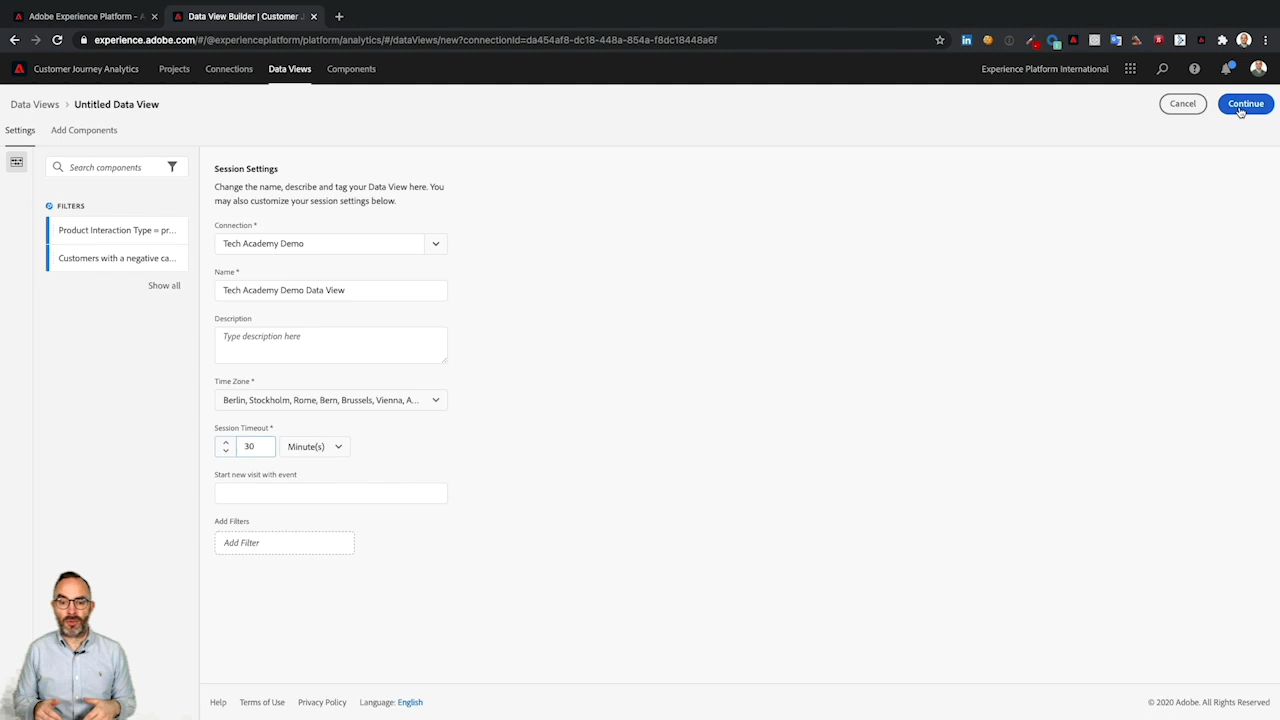 Adobe Experience Platform - A
Data View Builder | Customer J
experience.adobe.com/#/@experienceplatform/platform/analytics/#/dataViews/new?connectionId=da454af8-dc18-448a-854a-f8dc18448a6f
Customer Journey Analytics
Projects
Connections
Data Views
Components
Experience Platform International
Data Views > Untitled Data View
Cancel
Continue
Settings
Add Components
Search components
FILTERS
Product Interaction Type = pr...
Customers with a negative ca...
Show all
Session Settings
Change the name, describe and tag your Data View here. You
may also customize your session settings below.
Connection *
Tech Academy Demo
Name *
Tech Academy Demo Data View
Description
Type description here
Time Zone *
Berlin, Stockholm, Rome, Bern, Brussels, Vienna, A...
Session Timeout *
30
Minute(s)
Start new visit with event
Add Filters
Add Filter
Help
Terms of Use
Privacy Policy
Language: English
© 2020 Adobe. All Rights Reserved